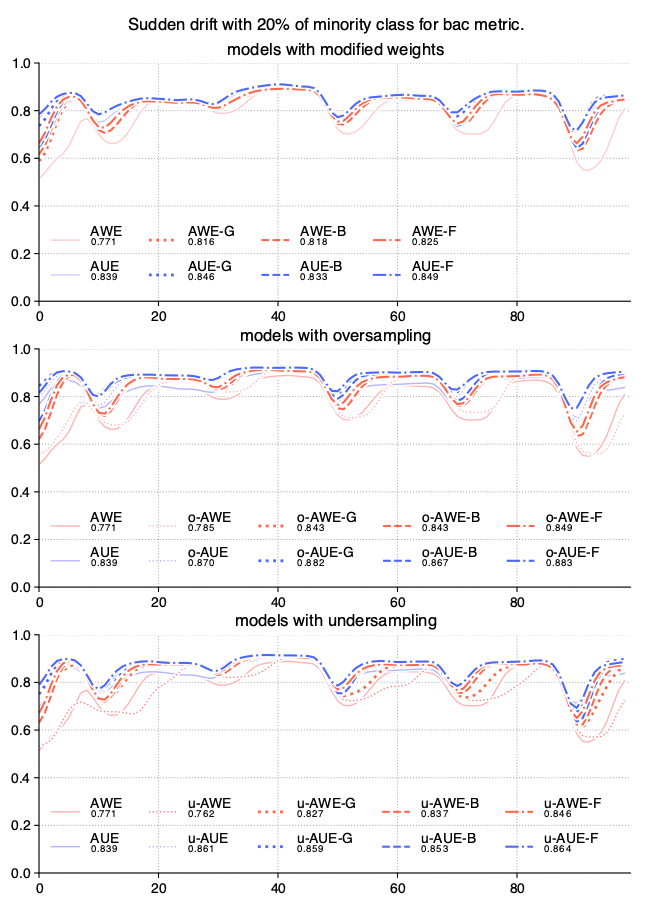 Sudden drift with 20% of minority class for bac metric.
models with modified weights
1.0
0.8
0.6
0.4
AWE AWE-G AWE-B AWE-F
0.771 0.816 0.818 0.825
0.2
AUE AUE-G AUE-B AUE-F
0.839 0.846 0.833 0.849
0.0
0 20 40 60 80
models with oversampling
1.0
0.8
0.6
0.4
AWE o-AWE o-AWE-G o-AWE-B o-AWE-F
0.771 0.785 0.843 0.843 0.849
0.2
AUE o-AUE o-AUE-G o-AUE-B o-AUE-F
0.839 0.870 0.882 0.867 0.883
0.0
0 20 40 60 80
models with undersampling
1.0
0.8
0.6
0.4
AWE u-AWE u-AWE-G u-AWE-B u-AWE-F
0.771 0.762 0.827 0.837 0.846
0.2
AUE u-AUE u-AUE-G u-AUE-B u-AUE-F
0.839 0.861 0.859 0.853 0.864
0.0
0 20 40 60 80